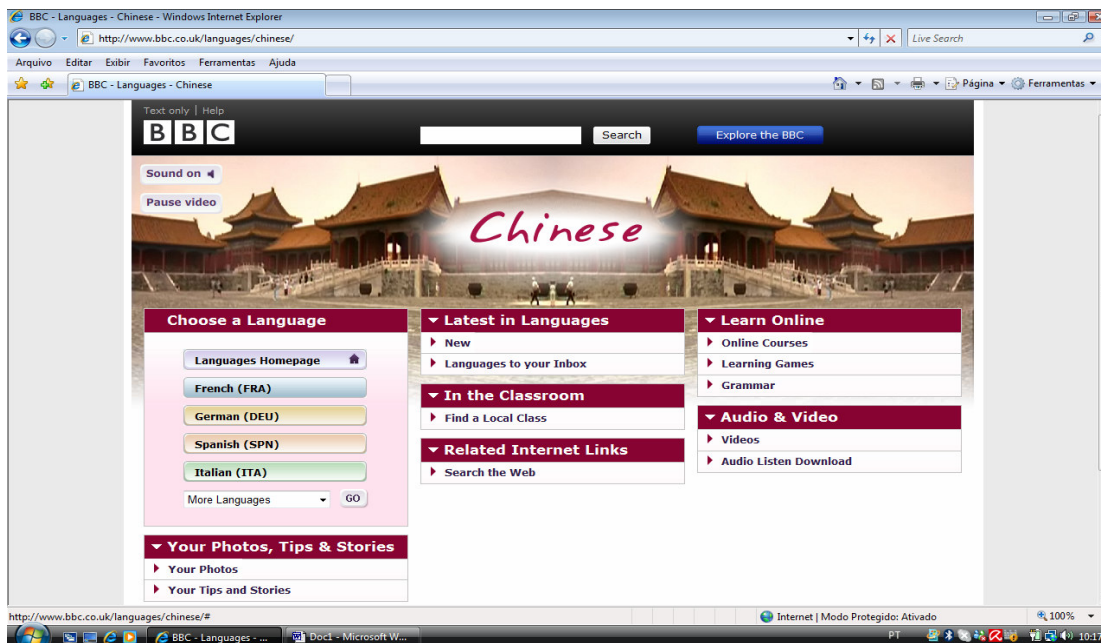 BBC - Languages - Chinese - Windows Internet Explorer
http://www.bbc.co.uk/languages/chinese/
Live Search
Arquivo Editar Exibir Favoritos Ferramentas Ajuda
BBC - Languages - Chinese
Página Ferramentas
Text only | Help
BBC
Search
Explore the BBC
Sound on
Pause video
Chinese
Choose a Language
Languages Homepage
French (FRA)
German (DEU)
Spanish (SPN)
Italian (ITA)
More Languages GO
Your Photos, Tips & Stories
Your Photos
Your Tips and Stories
Latest in Languages
New
Languages to your Inbox
In the Classroom
Find a Local Class
Related Internet Links
Search the Web
Learn Online
Online Courses
Learning Games
Grammar
Audio & Video
Videos
Audio Listen Download
http://www.bbc.co.uk/languages/chinese/#
Internet | Modo Protegido: Ativado
100%
BBC - Languages - ...
Doc1 - Microsoft W...
PT